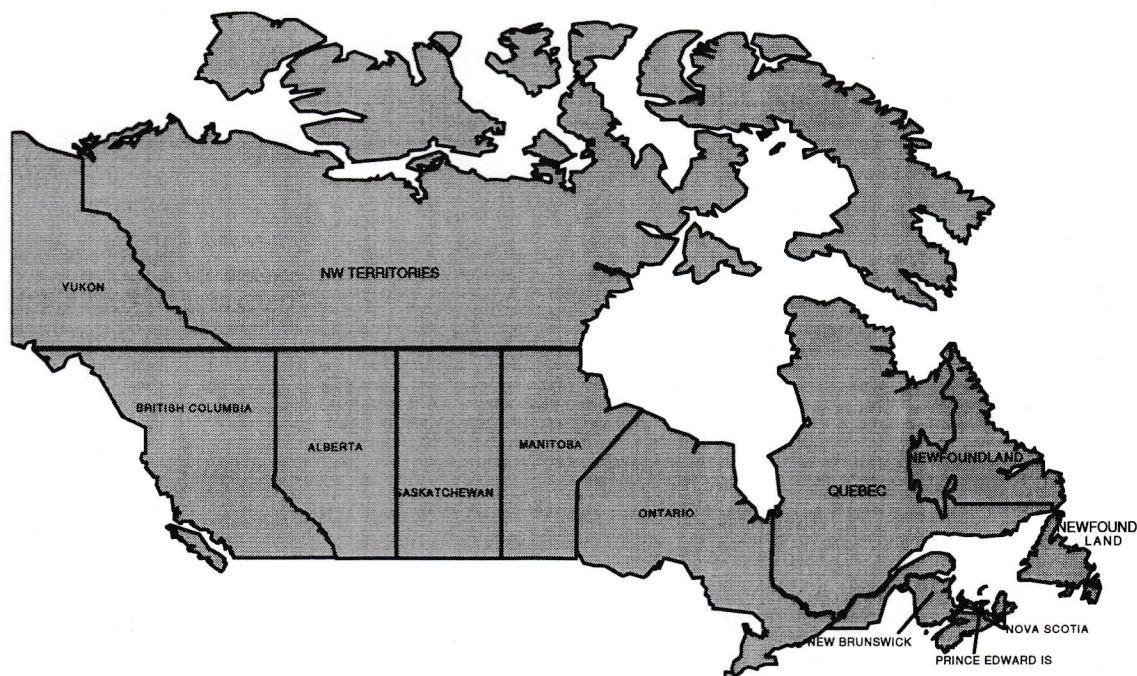 NW TERRITORIES
YUKON
BRITISH COLUMBIA
ALBERTA
MANITOBA
NEWFOUNDLAND
SASKATCHEWAN
QUEBEC
ONTARIO
NEWFOUND
LAND
NOVA SCOTIA
NEW BRUNSWICK
PRINCE EDWARD IS